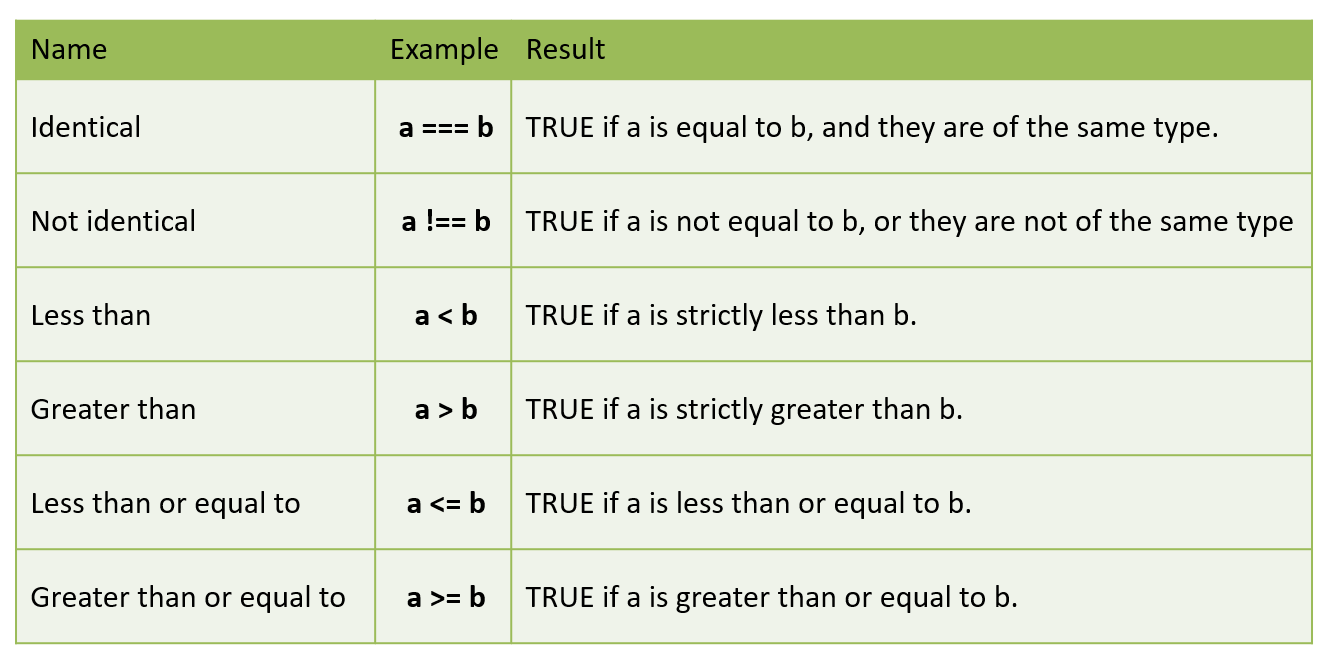 Name Example Result
Identical a === b TRUE if a is equal to b, and they are of the same type.
Not identical a !== b TRUE if a is not equal to b, or they are not of the same type
Less than a < b TRUE if a is strictly less than b.
Greater than a > b TRUE if a is strictly greater than b.
Less than or equal to a <= b TRUE if a is less than or equal to b.
Greater than or equal to a >= b TRUE if a is greater than or equal to b.